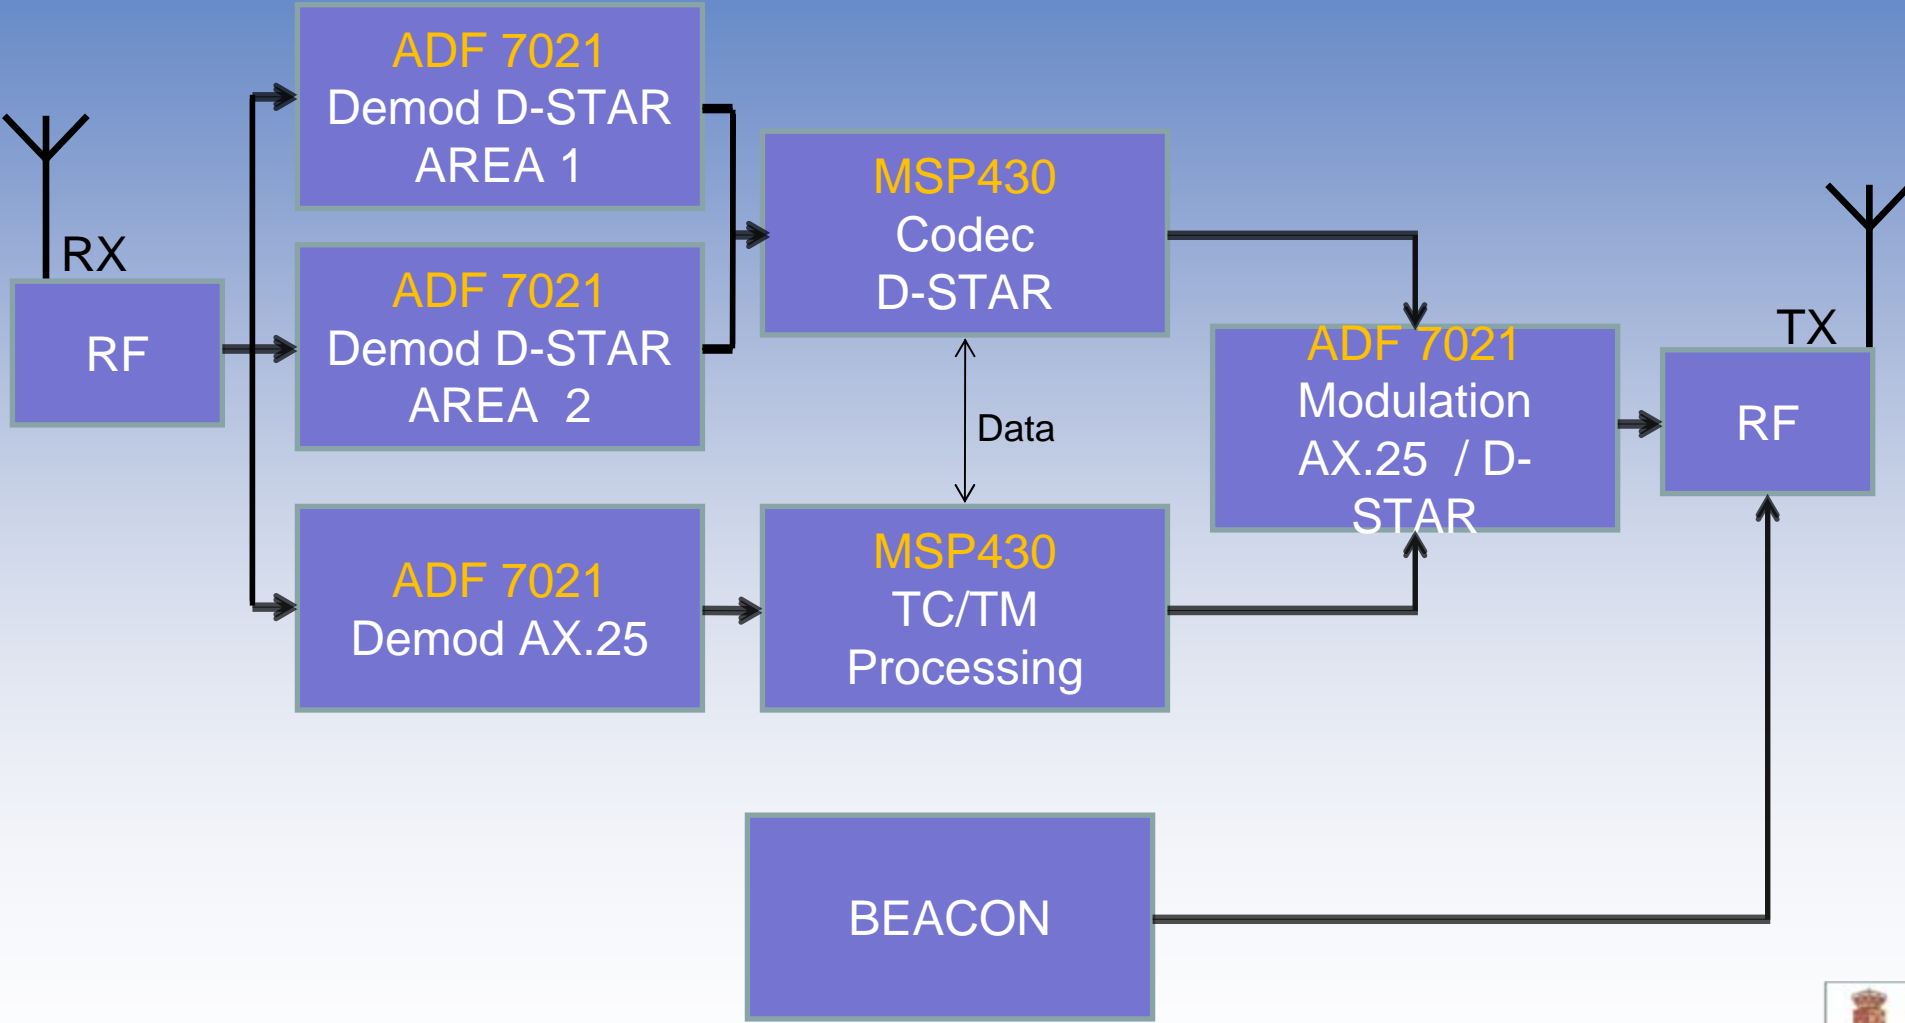 RX
RF
ADF 7021
Demod D-STAR
AREA 1
ADF 7021
Demod D-STAR
AREA 2
ADF 7021
Demod AX.25
MSP430
Codec
D-STAR
Data
MSP430
TC/TM
Processing
BEACON
ADF 7021
Modulation
AX.25 / D-
STAR
TX
RF